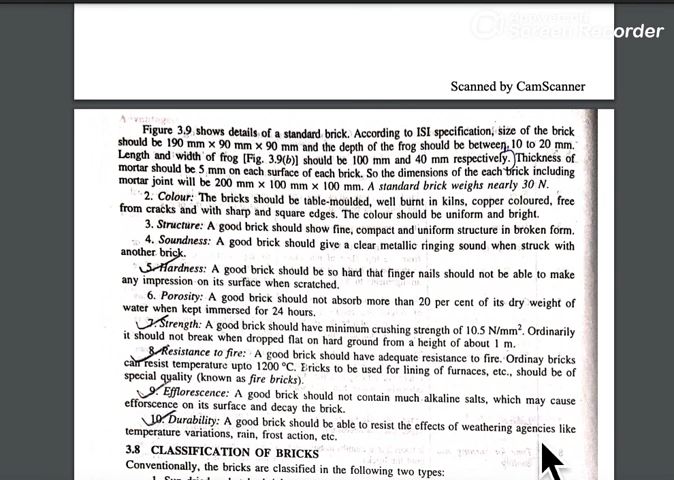 Apowersoft
Screen Recorder
Scanned by CamScanner
Figure 3.9 shows details of a standard brick. According to ISI specification, size of the brick
should be 190 mm × 90 mm × 90 mm and the depth of the frog should be between 10 to 20 mm.
Length and width of frog [Fig. 3.9(b)] should be 100 mm and 40 mm respectively. Thickness of
mortar should be 5 mm on each surface of each brick. So the dimensions of the each brick including
mortar joint will be 200 mm × 100 mm × 100 mm. A standard brick weighs nearly 30 N.
2. Colour: The bricks should be table-moulded, well burnt in kilns, copper coloured, free
from cracks and with sharp and square edges. The colour should be uniform and bright.
3. Structure: A good brick should show fine, compact and uniform structure in broken form.
4. Soundness: A good brick should give a clear metallic ringing sound when struck with
another brick.
5. Hardness: A good brick should be so hard that finger nails should not be able to make
any impression on its surface when scratched.
6. Porosity: A good brick should not absorb more than 20 per cent of its dry weight of
water when kept immersed for 24 hours.
7. Strength: A good brick should have minimum crushing strength of 10.5 N/mm². Ordinarily
it should not break when dropped flat on hard ground from a height of about 1 m.
8. Resistance to fire: A good brick should have adequate resistance to fire. Ordinay bricks
can resist temperature upto 1200 °C. Bricks to be used for lining of furnaces, etc., should be of
special quality (known as fire bricks).
9. Efflorescence: A good brick should not contain much alkaline salts, which may cause
efforscence on its surface and decay the brick.
10. Durability: A good brick should be able to resist the effects of weathering agencies like
temperature variations, rain, frost action, etc.
3.8 CLASSIFICATION OF BRICKS
Conventionally, the bricks are classified in the following two types: